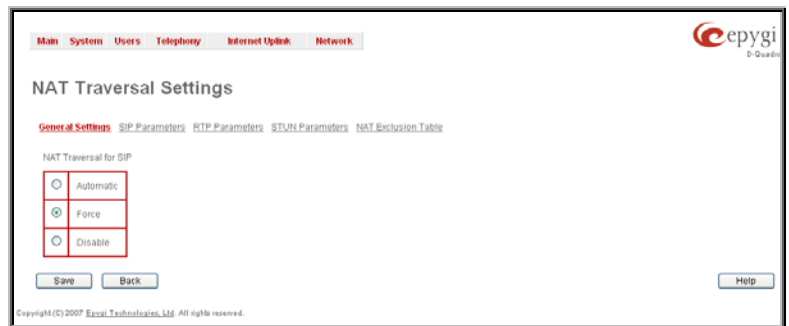 Main System Users Telephony Internet Uplink Network
epygi
D-Quadro
NAT Traversal Settings
General Settings SIP Parameters RTP Parameters STUN Parameters NAT Exclusion Table
NAT Traversal for SIP
Automatic
Force
Disable
Save Back Help
Copyright (C) 2007 Epygi Technologies, Ltd. All rights reserved.